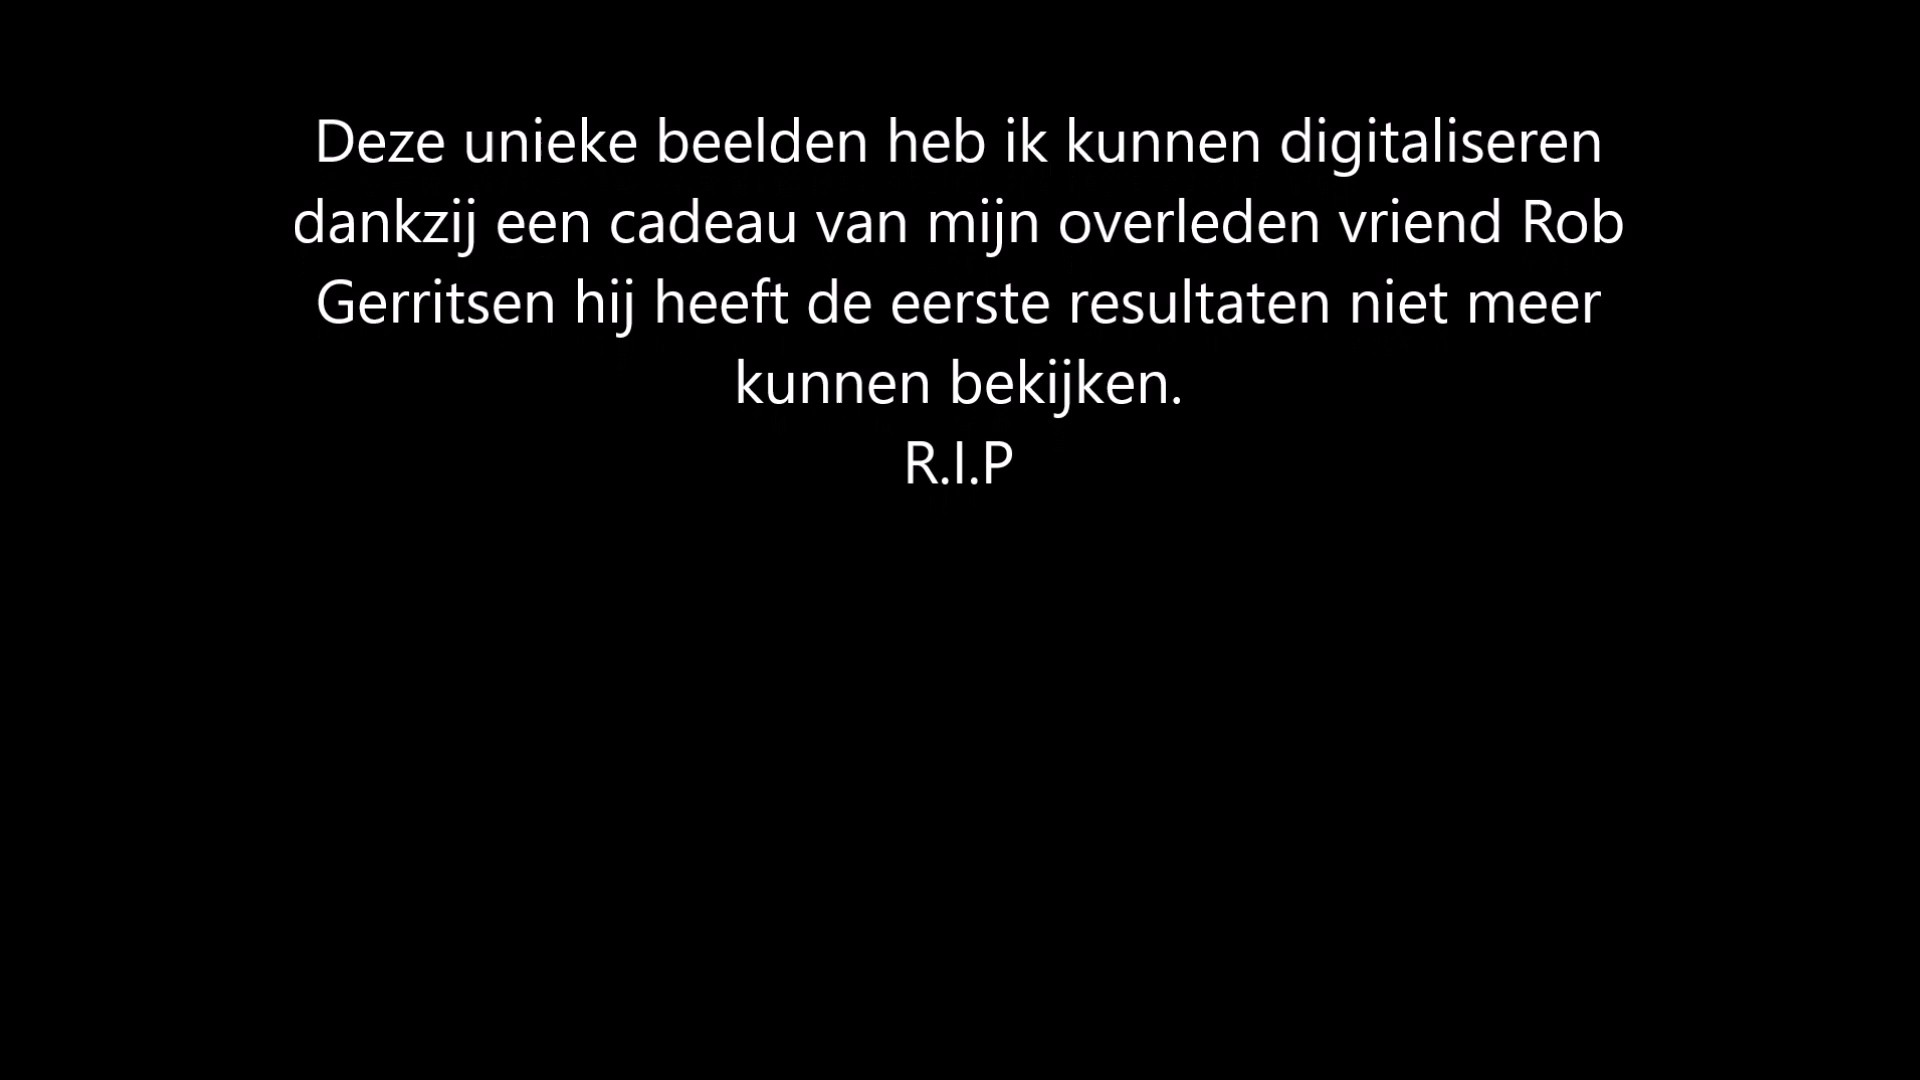 Deze unieke beelden heb ik kunnen digitaliseren
dankzij een cadeau van mijn overleden vriend Rob
Gerritsen hij heeft de eerste resultaten niet meer
kunnen bekijken.
R.I.P